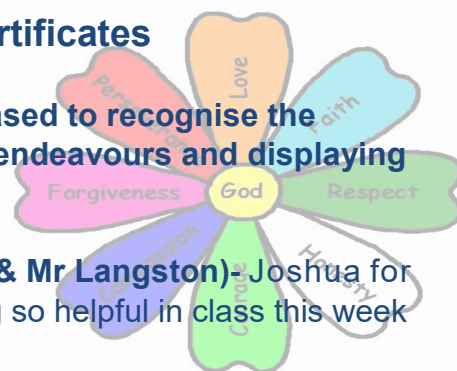 rtificates
Love
Perseverance
ased to recognise the
Faith
endeavours and displaying
Forgiveness
God
Respect
& Mr Langston)- Joshua for
Compassion
Honesty
Courage
g so helpful in class this week